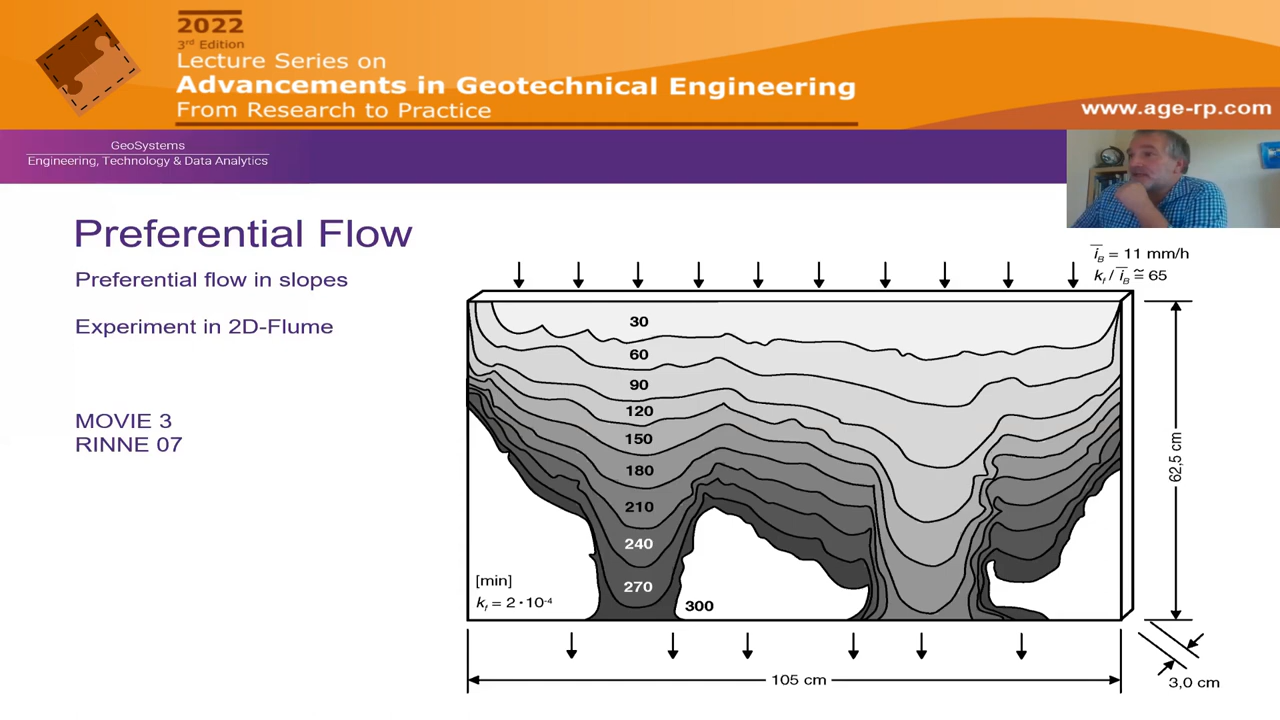 2022
3rd Edition
Lecture Series on
Advancements in Geotechnical Engineering
From Research to Practice
www.age-rp.com
GeoSystems
Engineering, Technology & Data Analytics
Preferential Flow
Preferential flow in slopes
Experiment in 2D-Flume
MOVIE 3
RINNE 07
i̅B = 11 mm/h
kf / i̅B ≅ 65
30
60
90
120
150
180
210
240
270
300
[min]
kf = 2·10-4
62,5 cm
105 cm
3,0 cm